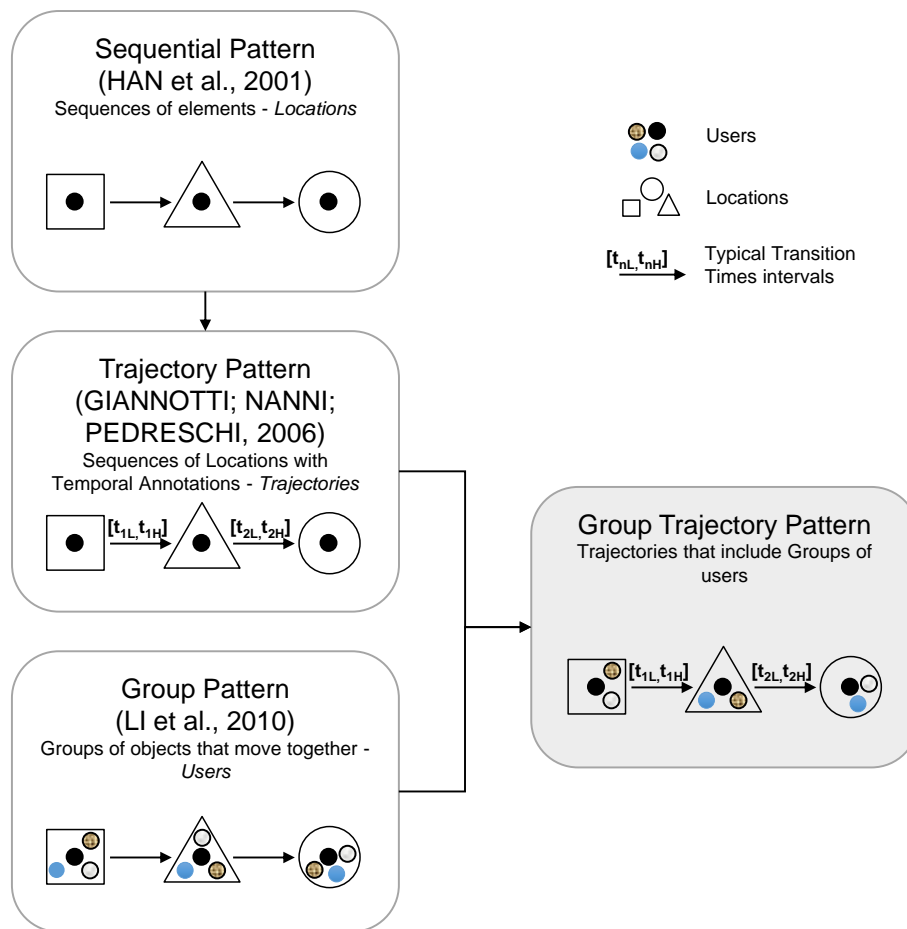 Sequential Pattern
(HAN et al., 2001)
Sequences of elements - Locations
Users
Locations
[tnL,tnH]
Typical Transition
Times intervals
Trajectory Pattern
(GIANNOTTI; NANNI;
PEDRESCHI, 2006)
Sequences of Locations with
Temporal Annotations - Trajectories
[t1L,t1H] [t2L,t2H]
Group Trajectory Pattern
Trajectories that include Groups of
users
[t1L,t1H] [t2L,t2H]
Group Pattern
(LI et al., 2010)
Groups of objects that move together -
Users